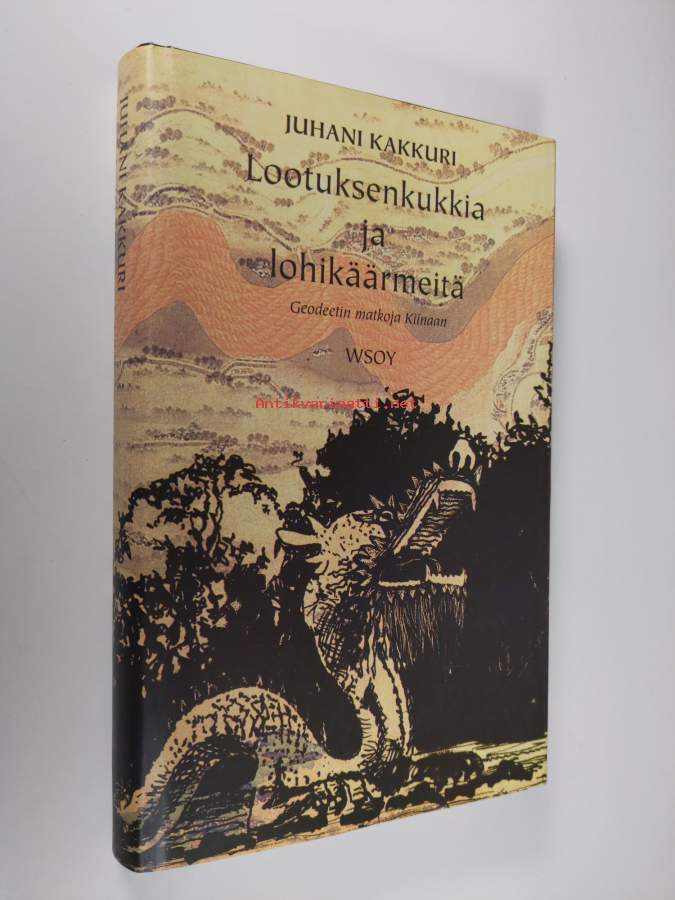 JUHANI KAKKURI
JUHANI KAKKURI
Lootuksenkukkia
ja
lohikäärmeitä
Geodeetin matkoja Kiinaan
WSOY
Antikvariaatti.net